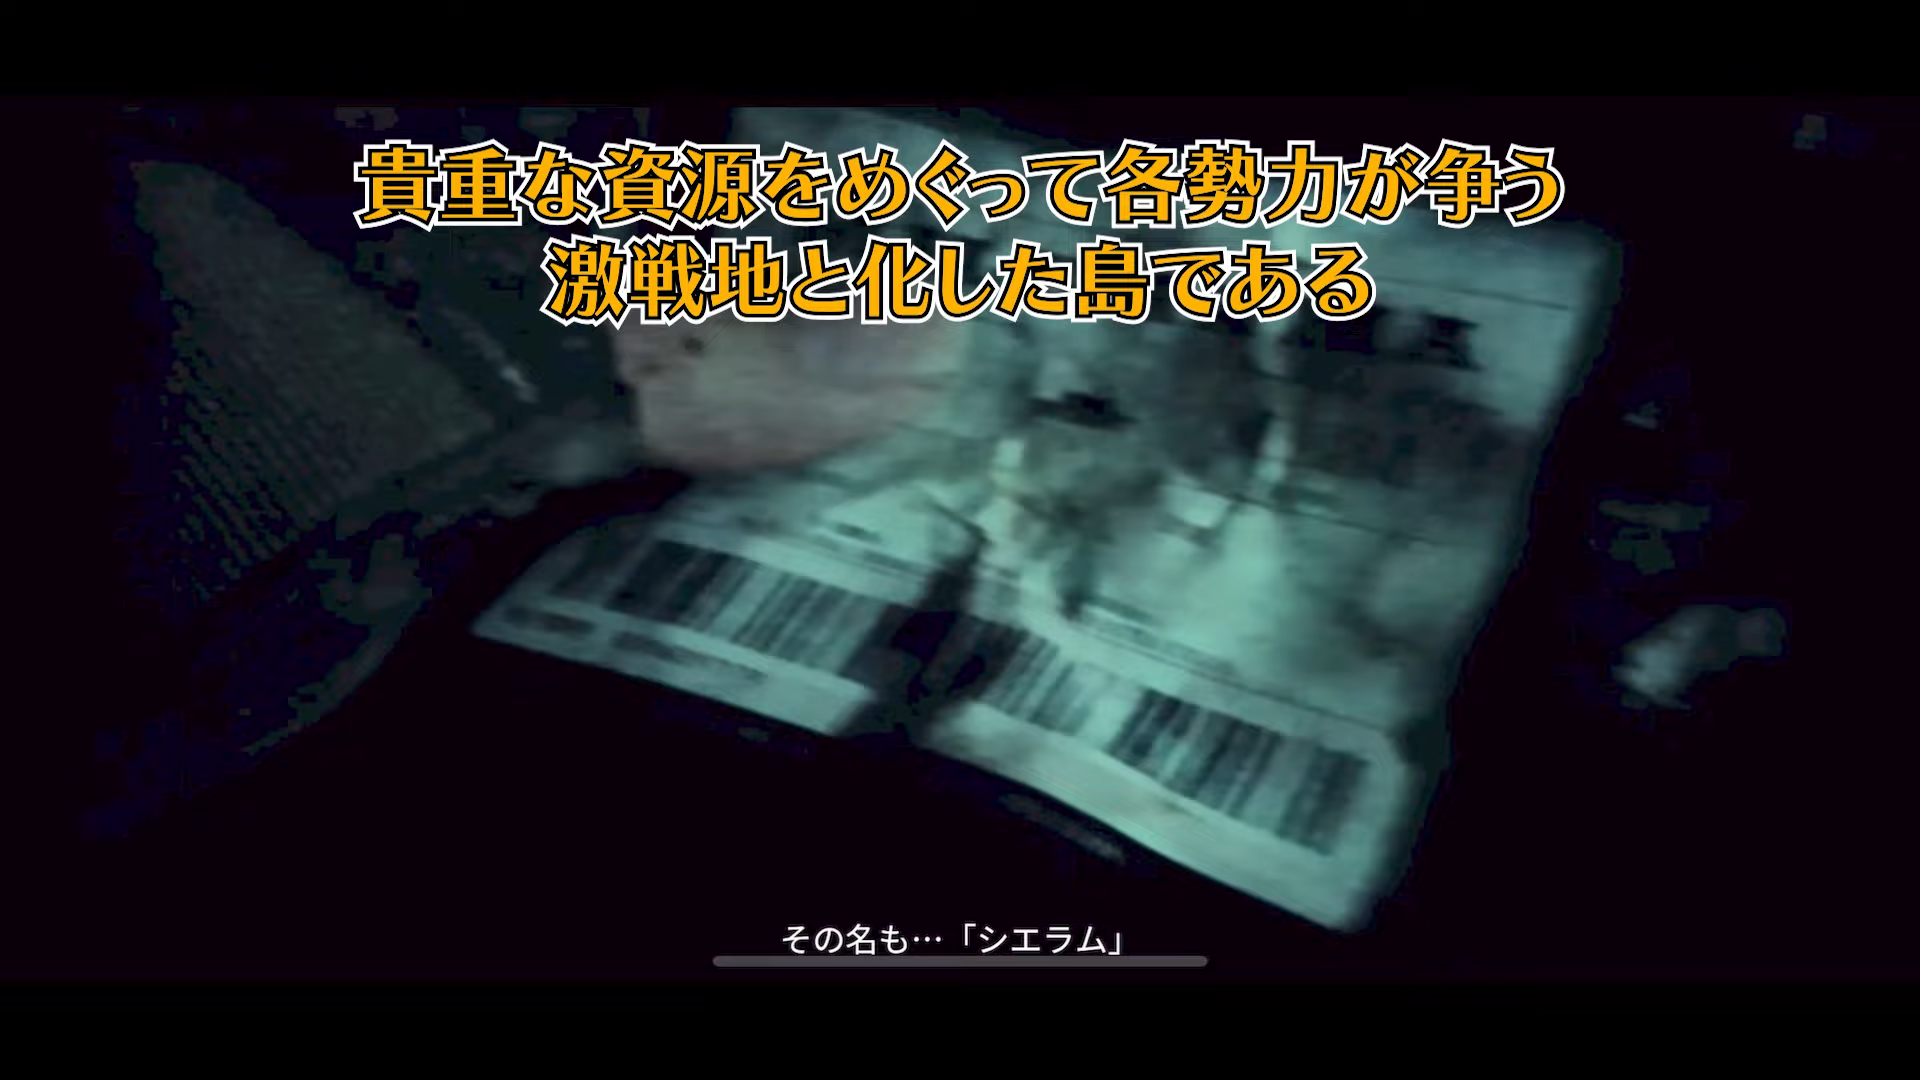 貴重な資源をめぐって各勢力が争う
激戦地と化した島である
その名も…「シエラム」